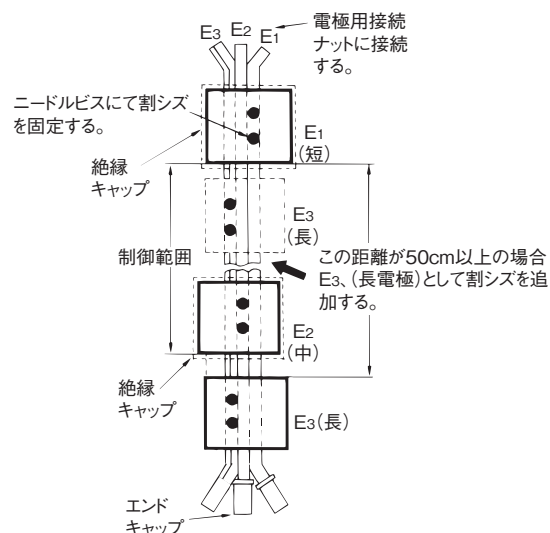 E3 E2 E1
電極用接続
ナットに接続
する。
ニードルビスにて割シズ
を固定する。
E1
(短)
絶縁
キャップ
E3
(長)
制御範囲
この距離が50cm以上の場合
E3、(長電極)として割シズを追
加する。
E2
(中)
絶縁
キャップ
E3(長)
エンド
キャップ